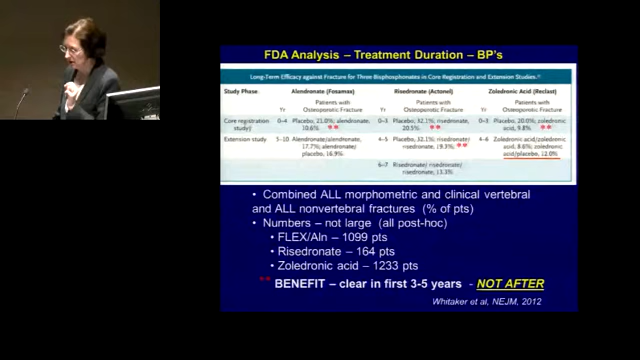 FDA Analysis – Treatment Duration – BP's
Long-Term Efficacy against Fracture for Three Bisphosphonates in Core Registration and Extension Studies.
Study Phase Alendronate (Fosamax) Risedronate (Actonel) Zoledronic Acid (Reclast)
Yr Patients with Osteoporotic Fracture Yr Patients with Osteoporotic Fracture Yr Patients with Osteoporotic Fracture
Core registration study 0–4 Placebo, 21.0%; alendronate, 10.6% ** 0–3 Placebo, 32.1%; risedronate, 20.5% ** 0–3 Placebo, 20.0%; zoledronic acid, 9.8% **
Extension study 5–10 Alendronate/alendronate, 17.7%; alendronate/placebo, 16.9% 4–5 Placebo, 32.1%; risedronate/risedronate, 19.3% ** 4–6 Zoledronic acid/zoledronic acid, 8.6%; zoledronic acid/placebo, 12.0%
6–7 Risedronate/risedronate/risedronate, 13.3%
• Combined ALL morphometric and clinical vertebral
and ALL nonvertebral fractures (% of pts)
• Numbers – not large (all post-hoc)
• FLEX/Aln – 1099 pts
• Risedronate – 164 pts
• Zoledronic acid – 1233 pts
** BENEFIT – clear in first 3-5 years - NOT AFTER
Whitaker et al, NEJM, 2012